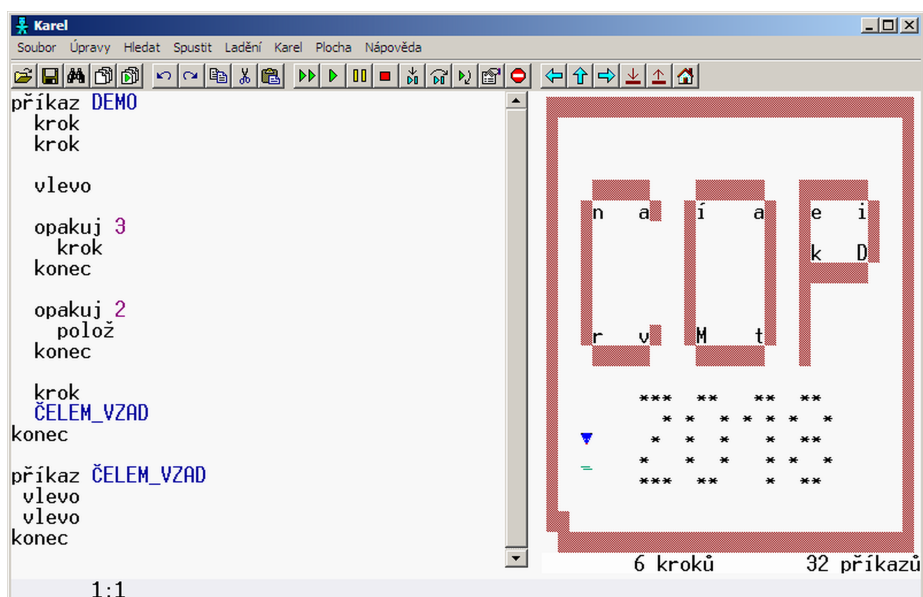 Karel
Soubor Úpravy Hledat Spustit Ladění Karel Plocha Nápověda
příkaz DEMO
krok
krok
vlevo
opakuj 3
krok
konec
opakuj 2
polož
konec
krok
ČELEM_VZAD
konec
příkaz ČELEM_VZAD
vlevo
vlevo
konec
n a í a e i
k D
r v M t
6 kroků 32 příkazů
1:1